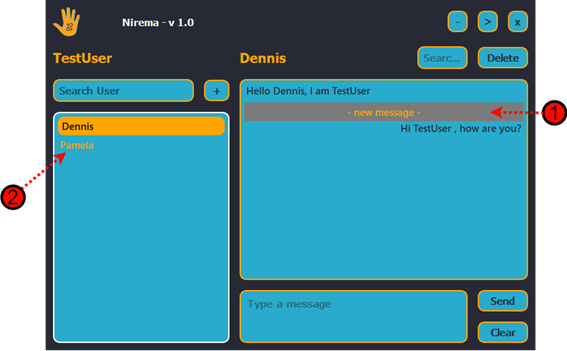 Nirema - v 1.0
- > x
TestUser
Dennis
Searc...
Delete
Search User
+
Dennis
Pamela
Hello Dennis, I am TestUser
- new message -
Hi TestUser , how are you?
Type a message
Send
Clear
1
2